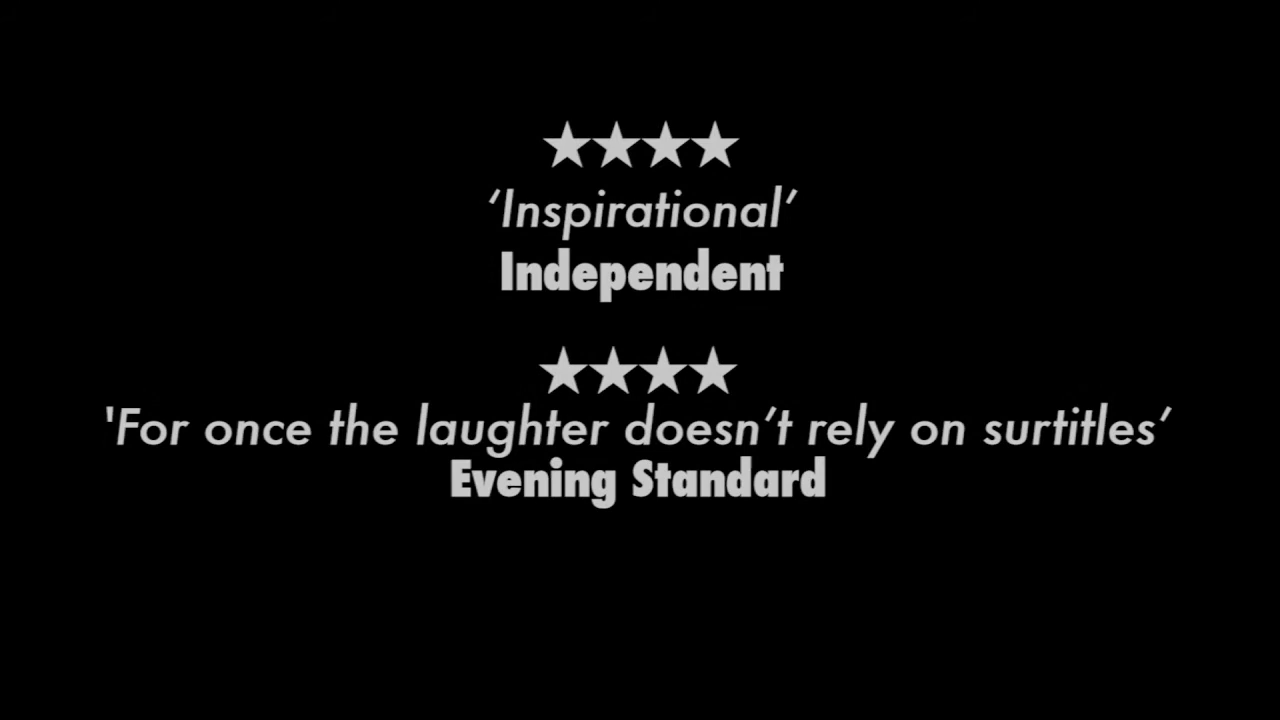 ★★★★
‘Inspirational’
Independent
★★★★
'For once the laughter doesn’t rely on surtitles’
Evening Standard